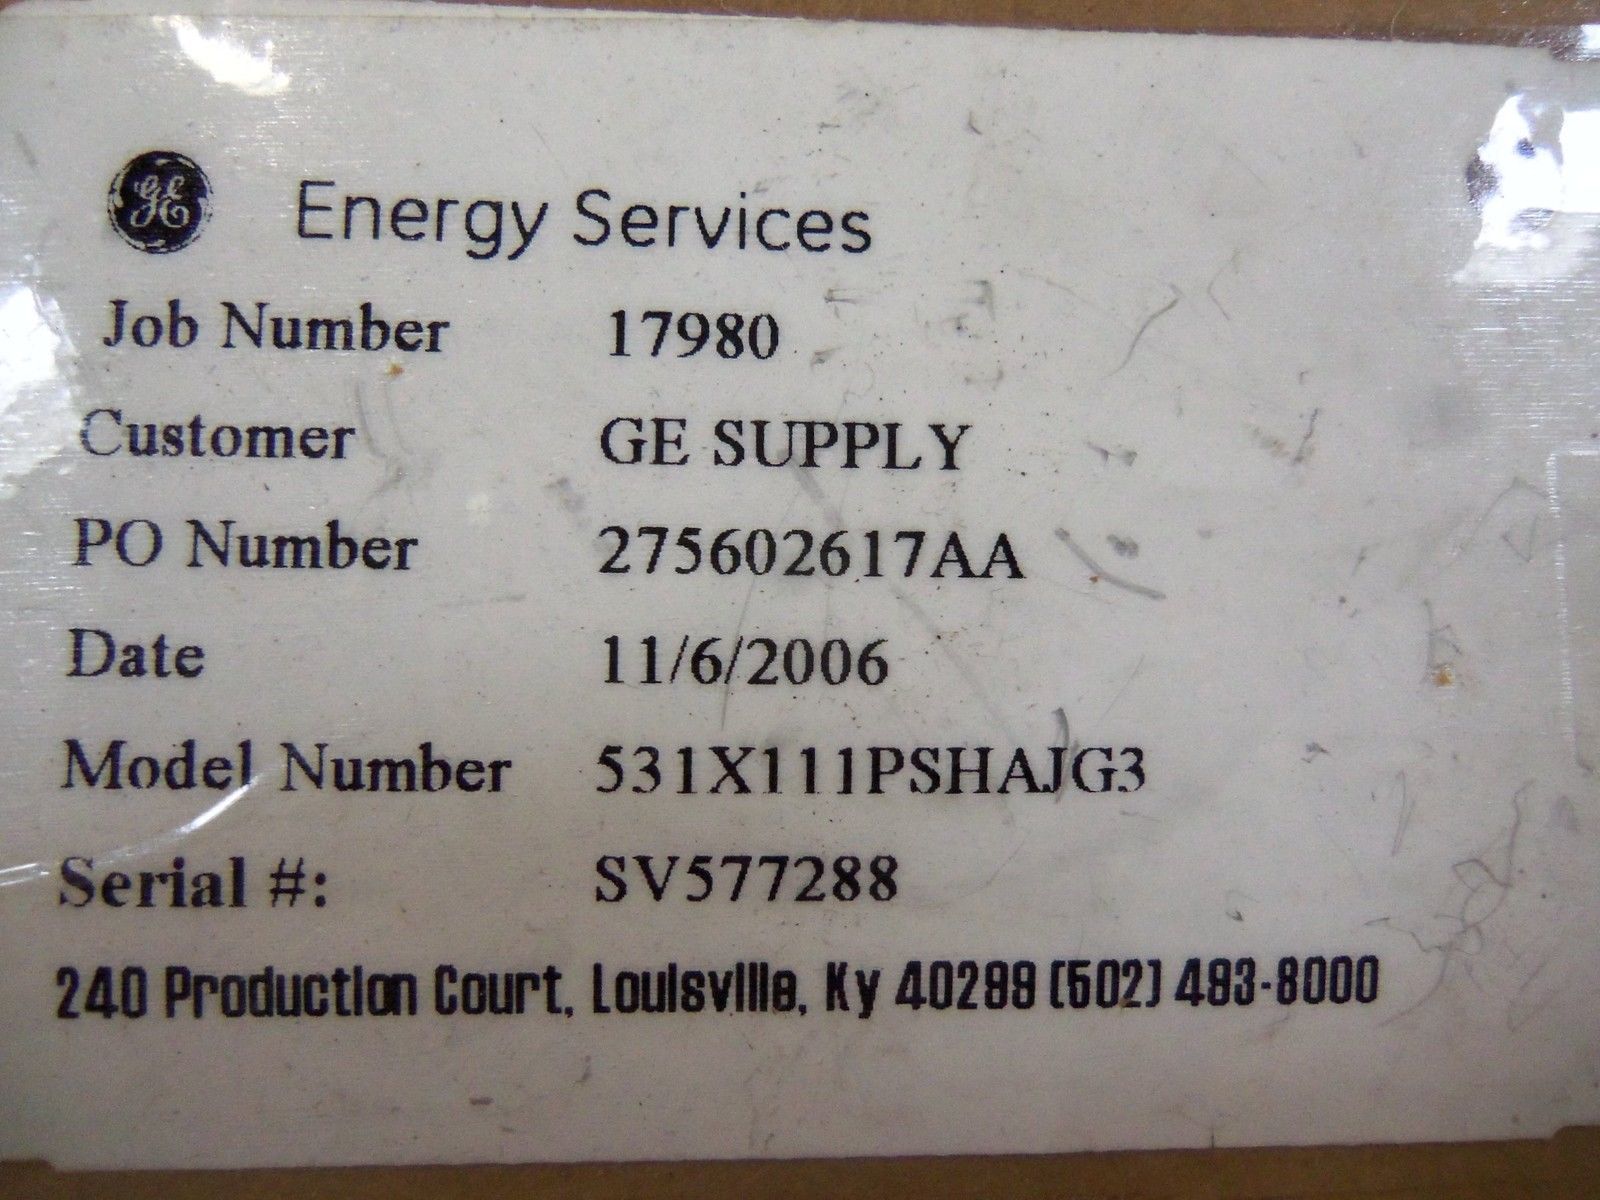 GE Energy Services
Job Number 17980
Customer GE SUPPLY
PO Number 275602617AA
Date 11/6/2006
Model Number 531X111PSHAJG3
Serial #: SV577288
240 Production Court, Louisville, Ky 40299 (502) 493-8000